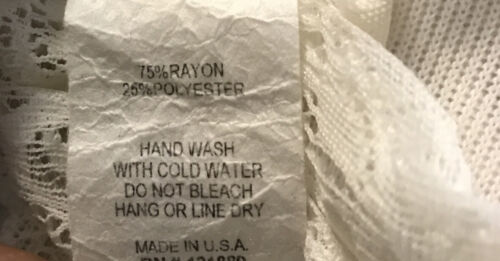 75%RAYON
25%POLYESTER
HAND WASH
WITH COLD WATER
DO NOT BLEACH
HANG OR LINE DRY
MADE IN U.S.A.